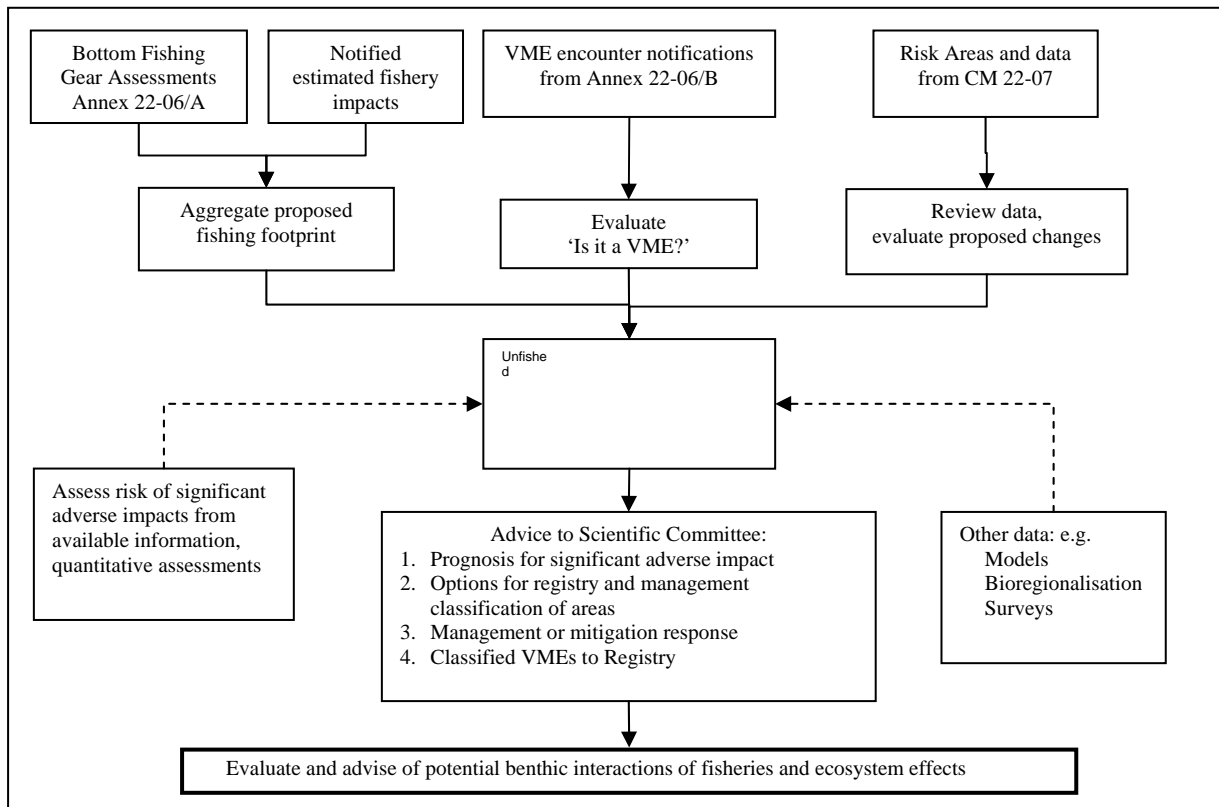 Bottom Fishing
Gear Assessments
Annex 22-06/A
Notified
estimated fishery
impacts
VME encounter notifications
from Annex 22-06/B
Risk Areas and data
from CM 22-07
Aggregate proposed
fishing footprint
Evaluate
‘Is it a VME?’
Review data,
evaluate proposed changes
Unfishe
d
Assess risk of significant
adverse impacts from
available information,
quantitative assessments
Advice to Scientific Committee:
1. Prognosis for significant adverse impact
2. Options for registry and management
classification of areas
3. Management or mitigation response
4. Classified VMEs to Registry
Other data: e.g.
Models
Bioregionalisation
Surveys
Evaluate and advise of potential benthic interactions of fisheries and ecosystem effects